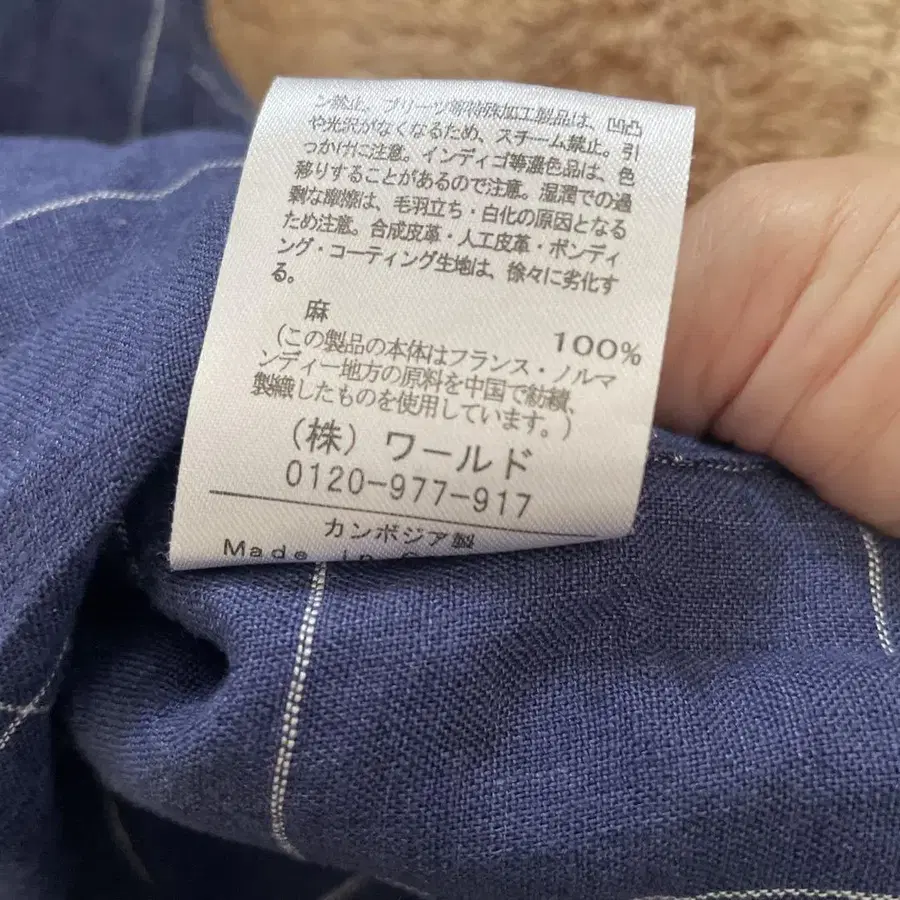 ン禁止。プリーツ等特殊加工製品は、凹凸
や光沢がなくなるため、スチーム禁止。引
っかけに注意。インディゴ等濃色品は、色
移りすることがあるので注意。湿潤での過
剰な摩擦は、毛羽立ち・白化の原因となる
ため注意。合成皮革・人工皮革・ボンディ
ング・コーティング生地は、徐々に劣化す
る。
麻 100%
(この製品の本体はフランス・ノルマ
ンディー地方の原料を中国で紡績、
製織したものを使用しています。)
(株) ワールド
0120-977-917
カンボジア製
Made in